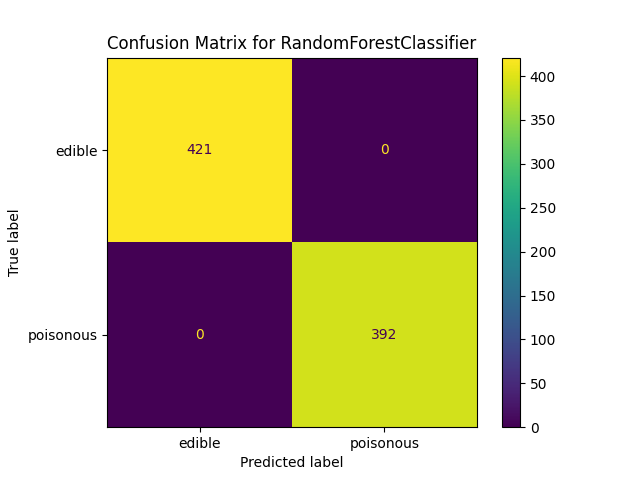 Confusion Matrix for RandomForestClassifier
True label
edible
421
0
poisonous
0
392
edible
poisonous
Predicted label
400
350
300
250
200
150
100
50
0